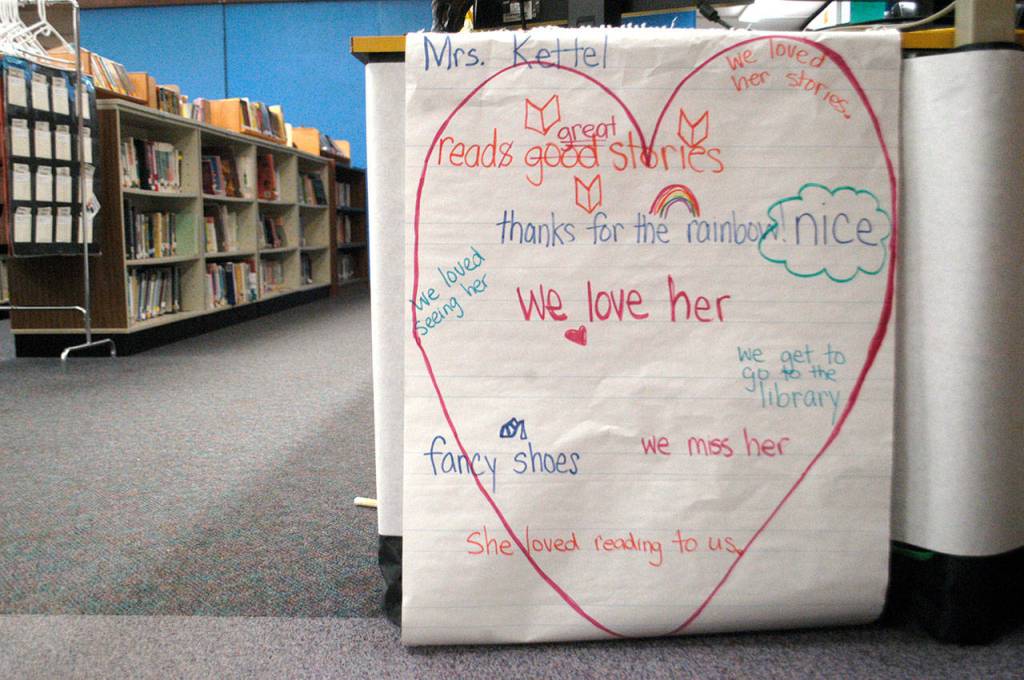 Mrs. Kettel
we loved
her stories.
great
reads good stories
thanks for the rainbow!
nice
we loved
seeing her
we love her
we get to
go to the
library
fancy shoes
we miss her
She loved reading to us.